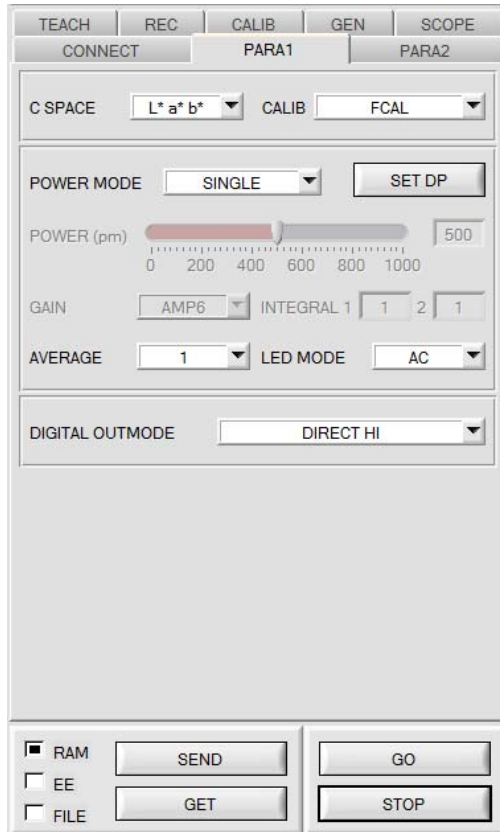 TEACH REC CALIB GEN SCOPE
CONNECT PARA1 PARA2
C SPACE L* a* b* CALIB FCAL
POWER MODE SINGLE SET DP
POWER (pm) 500
0 200 400 600 800 1000
GAIN AMP6 INTEGRAL 1 1 2 1
AVERAGE 1 LED MODE AC
DIGITAL OUTMODE DIRECT HI
RAM SEND GO
EE
FILE GET STOP